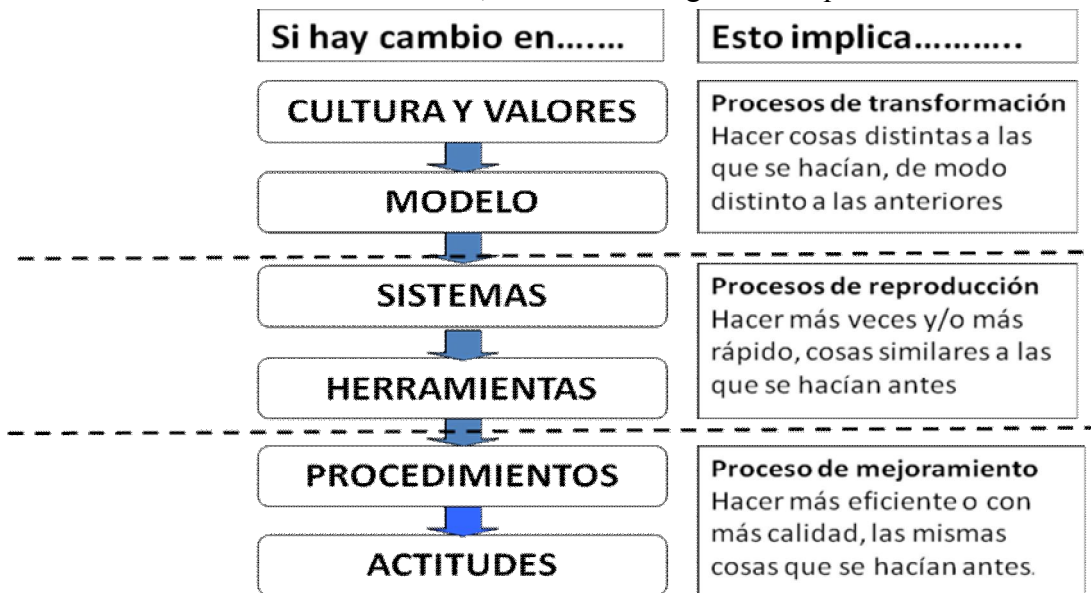 Si hay cambio en…….…
Esto implica………..
CULTURA Y VALORES
MODELO
Procesos de transformación
Hacer cosas distintas a las
que se hacían, de modo
distinto a las anteriores
SISTEMAS
HERRAMIENTAS
Procesos de reproducción
Hacer más veces y/o más
rápido, cosas similares a las
que se hacían antes
PROCEDIMIENTOS
ACTITUDES
Proceso de mejoramiento
Hacer más eficiente o con
más calidad, las mismas
cosas que se hacían antes.